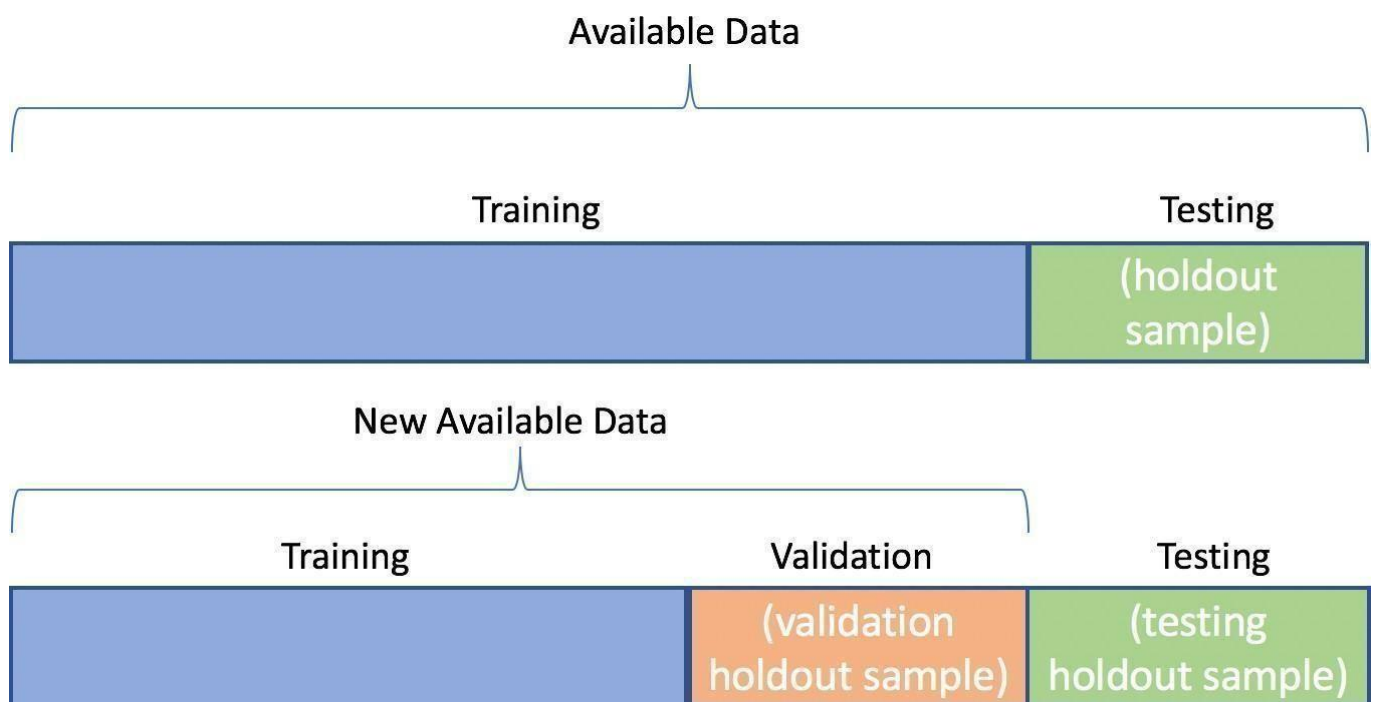 Available Data
Training Testing
(holdout
sample)
New Available Data
Training Validation Testing
(validation
holdout sample)
(testing
holdout sample)